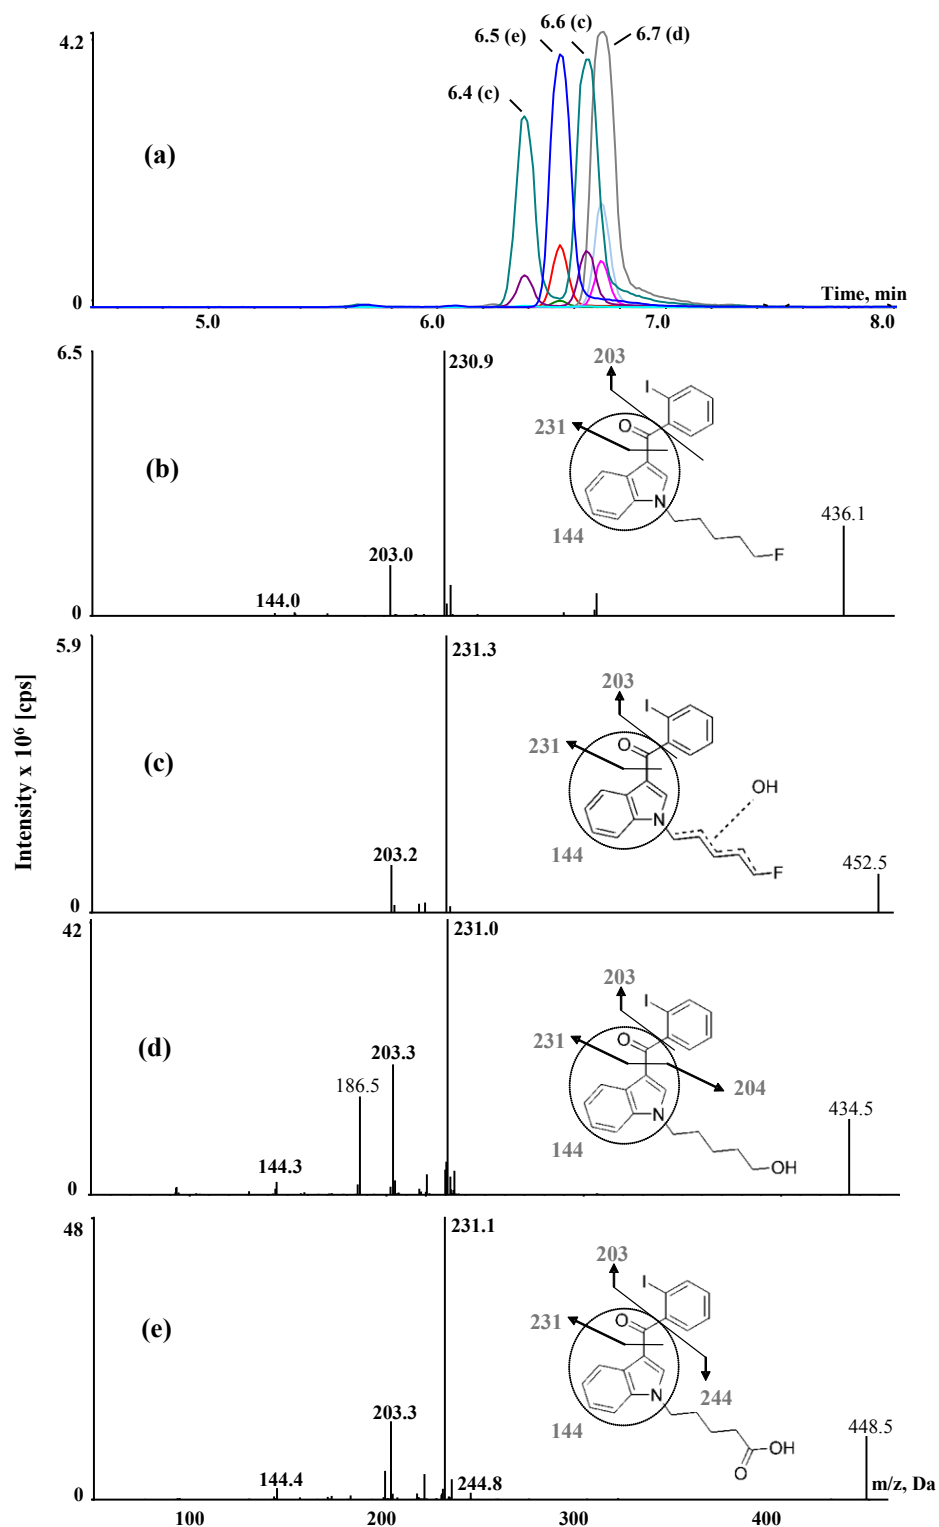 4.2
6.5 (e)
6.6 (c)
6.7 (d)
6.4 (c)
(a)
0
Time, min
5.0
6.0
7.0
8.0
Intensity x 10⁶ [cps]
6.5
230.9
203
I
O
231
(b)
N
436.1
F
144
203.0
144.0
0
5.9
231.3
203
I
O
231
(c)
OH
N
144
F
203.2
452.5
0
42
231.0
203
I
O
231
(d)
203.3
186.5
204
434.5
N
144
OH
144.3
0
48
231.1
203
I
O
231
(e)
N
244
203.3
144
OH
O
448.5
144.4
244.8
m/z, Da
0
100
200
300
400